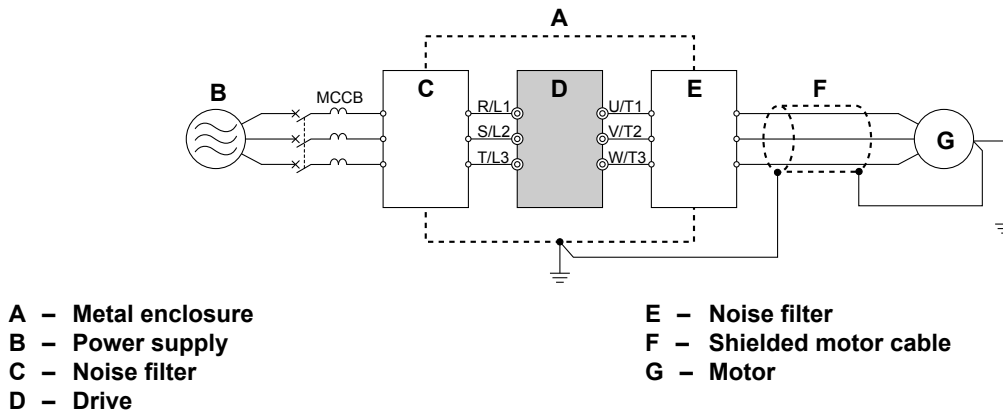 A
B
MCCB
C
R/L1
S/L2
T/L3
D
U/T1
V/T2
W/T3
E
F
G
A – Metal enclosure
B – Power supply
C – Noise filter
D – Drive
E – Noise filter
F – Shielded motor cable
G – Motor